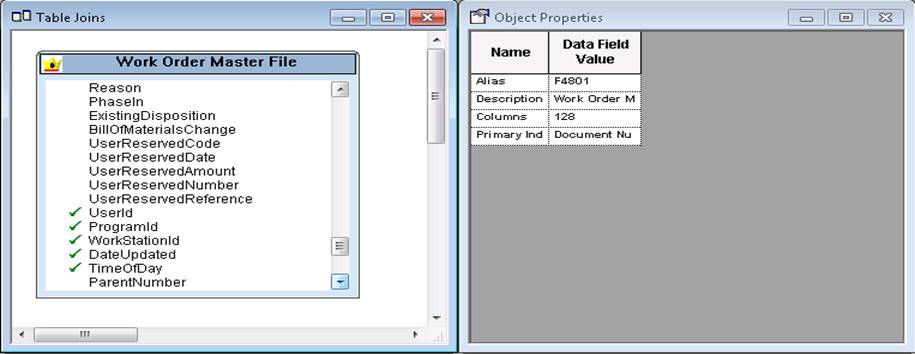 Table Joins
Work Order Master File
Reason
PhaseIn
ExistingDisposition
BillOfMaterialsChange
UserReservedCode
UserReservedDate
UserReservedAmount
UserReservedNumber
UserReservedReference
UserId
ProgramId
WorkStationId
DateUpdated
TimeOfDay
ParentNumber
Object Properties
Name Data Field Value
Alias F4801
Description Work Order M
Columns 128
Primary Ind Document Nu